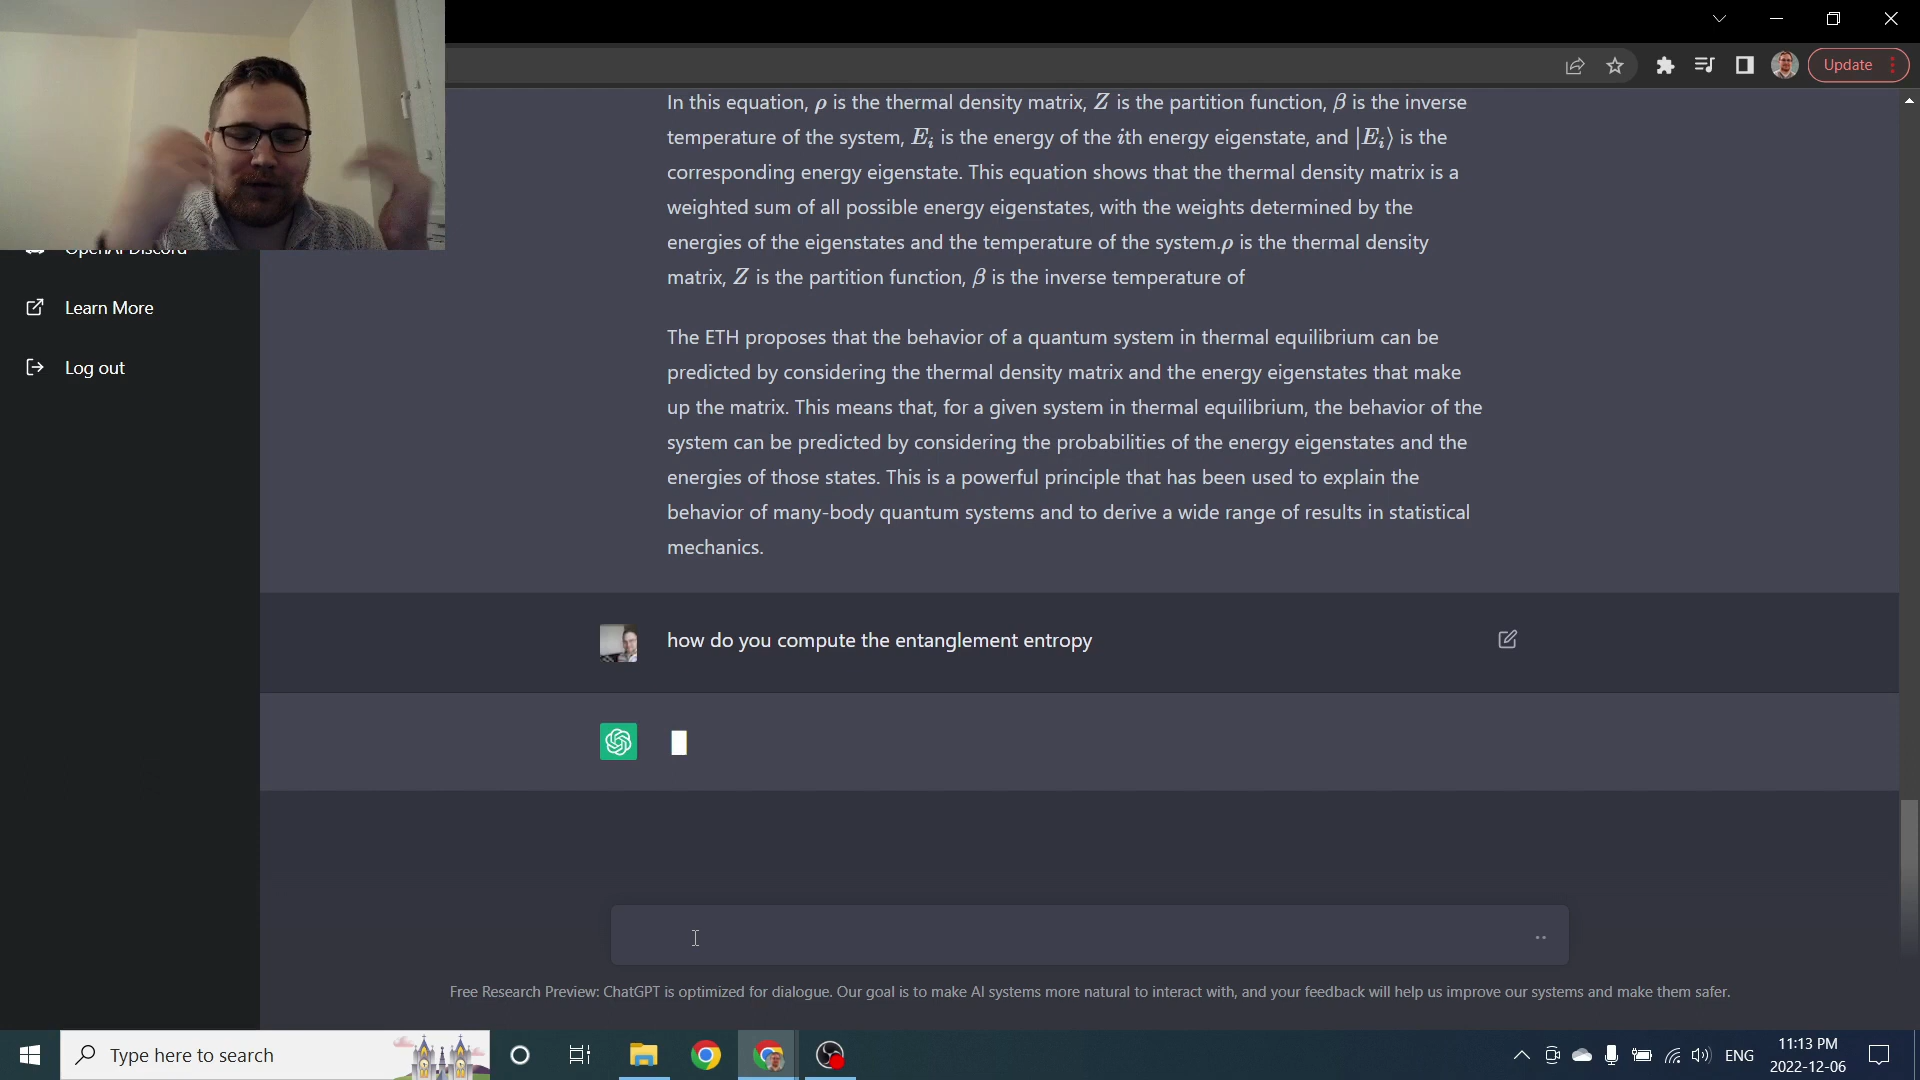 Update
In this equation, ρ is the thermal density matrix, Z is the partition function, β is the inverse
temperature of the system, E_i is the energy of the ith energy eigenstate, and |E_i⟩ is the
corresponding energy eigenstate. This equation shows that the thermal density matrix is a
weighted sum of all possible energy eigenstates, with the weights determined by the
energies of the eigenstates and the temperature of the system.ρ is the thermal density
matrix, Z is the partition function, β is the inverse temperature of
OpenAI Discord
Learn More
Log out
The ETH proposes that the behavior of a quantum system in thermal equilibrium can be
predicted by considering the thermal density matrix and the energy eigenstates that make
up the matrix. This means that, for a given system in thermal equilibrium, the behavior of the
system can be predicted by considering the probabilities of the energy eigenstates and the
energies of those states. This is a powerful principle that has been used to explain the
behavior of many-body quantum systems and to derive a wide range of results in statistical
mechanics.
how do you compute the entanglement entropy
Free Research Preview: ChatGPT is optimized for dialogue. Our goal is to make AI systems more natural to interact with, and your feedback will help us improve our systems and make them safer.
Type here to search
ENG
11:13 PM
2022-12-06